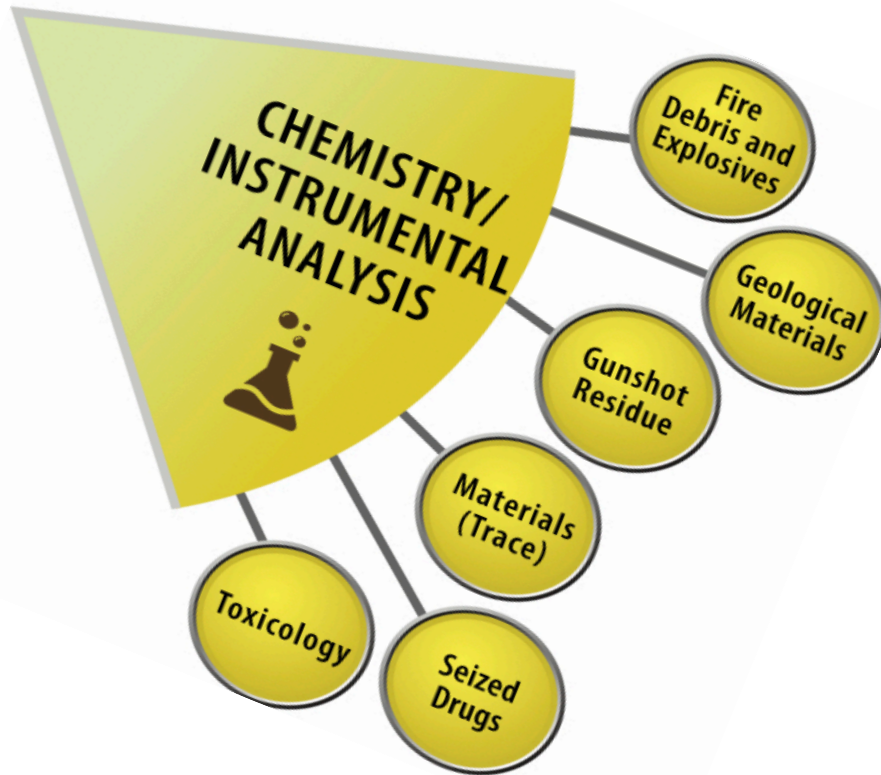 CHEMISTRY/
INSTRUMENTAL
ANALYSIS
Fire
Debris and
Explosives
Geological
Materials
Gunshot
Residue
Materials
(Trace)
Seized
Drugs
Toxicology